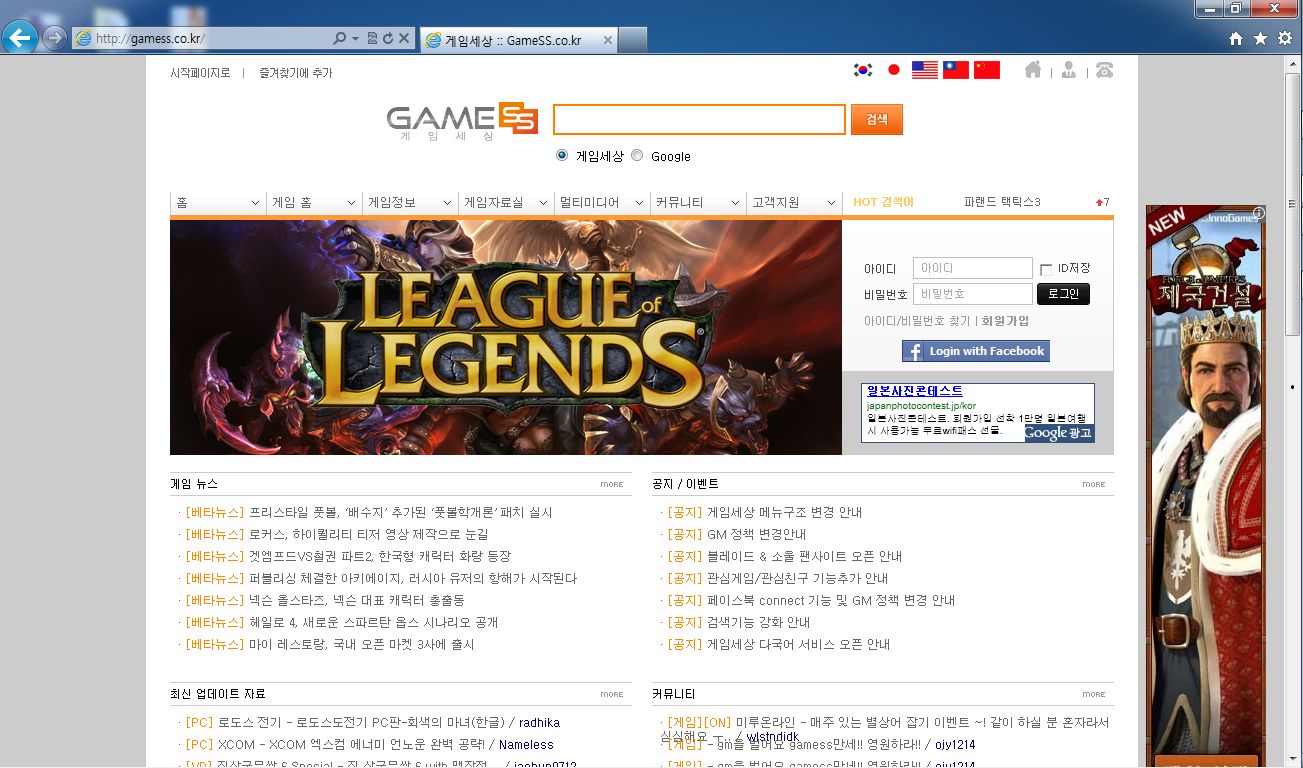 http://gamess.co.kr/
게임세상 :: GameSS.co.kr
시작페이지로 | 즐겨찾기에 추가
GAMESS
게임세상
검색
게임세상 Google
홈 게임 홈 게임정보 게임자료실 멀티미디어 커뮤니티 고객지원 HOT 검색어 파랜드 택틱스3 7
LEAGUE of LEGENDS®
아이디 아이디 ID저장
비밀번호 비밀번호 로그인
아이디/비밀번호 찾기 | 회원가입
Login with Facebook
일본사진콘테스트
japanphotocontest.jp/kor
일본사진콘테스트. 회원가입 선착 1만명 일본여행
시 사용가능 무료wifi패스 선물.
Google 광고
NEW
InnoGames
FORGE OF EMPIRES
제국건설
게임 뉴스 MORE
· [베타뉴스] 프리스타일 풋볼, ‘배수지’ 추가된 ‘풋볼학개론’ 패치 실시
· [베타뉴스] 로커스, 하이퀄리티 티저 영상 제작으로 눈길
· [베타뉴스] 겟엠프드VS철권 파트2, 한국형 캐릭터 화랑 등장
· [베타뉴스] 퍼블리싱 체결한 아키에이지, 러시아 유저의 항해가 시작된다
· [베타뉴스] 넥슨 올스타즈, 넥슨 대표 캐릭터 총출동
· [베타뉴스] 헤일로 4, 새로운 스파르탄 옵스 시나리오 공개
· [베타뉴스] 마이 레스토랑, 국내 오픈 마켓 3사에 출시
공지 / 이벤트 MORE
· [공지] 게임세상 메뉴구조 변경 안내
· [공지] GM 정책 변경안내
· [공지] 블레이드 & 소울 팬사이트 오픈 안내
· [공지] 관심게임/관심친구 기능추가 안내
· [공지] 페이스북 connect 기능 및 GM 정책 변경 안내
· [공지] 검색기능 강화 안내
· [공지] 게임세상 다국어 서비스 오픈 안내
최신 업데이트 자료 MORE
· [PC] 로도스 전기 - 로도스도전기 PC판-회색의 마녀(한글) / radhika
· [PC] XCOM - XCOM 엑스컴 에너미 언노운 완벽 공략! / Nameless
커뮤니티 MORE
· [게임][ON] 미루온라인 - 매주 있는 별상어 잡기 이벤트 ~! 같이 하실 분 혼자라서
심심해요 ㅜ.. / wlstndidk
· [게임] - gm을 벌어요 gamess만세!! 영원하라!! / ojy1214